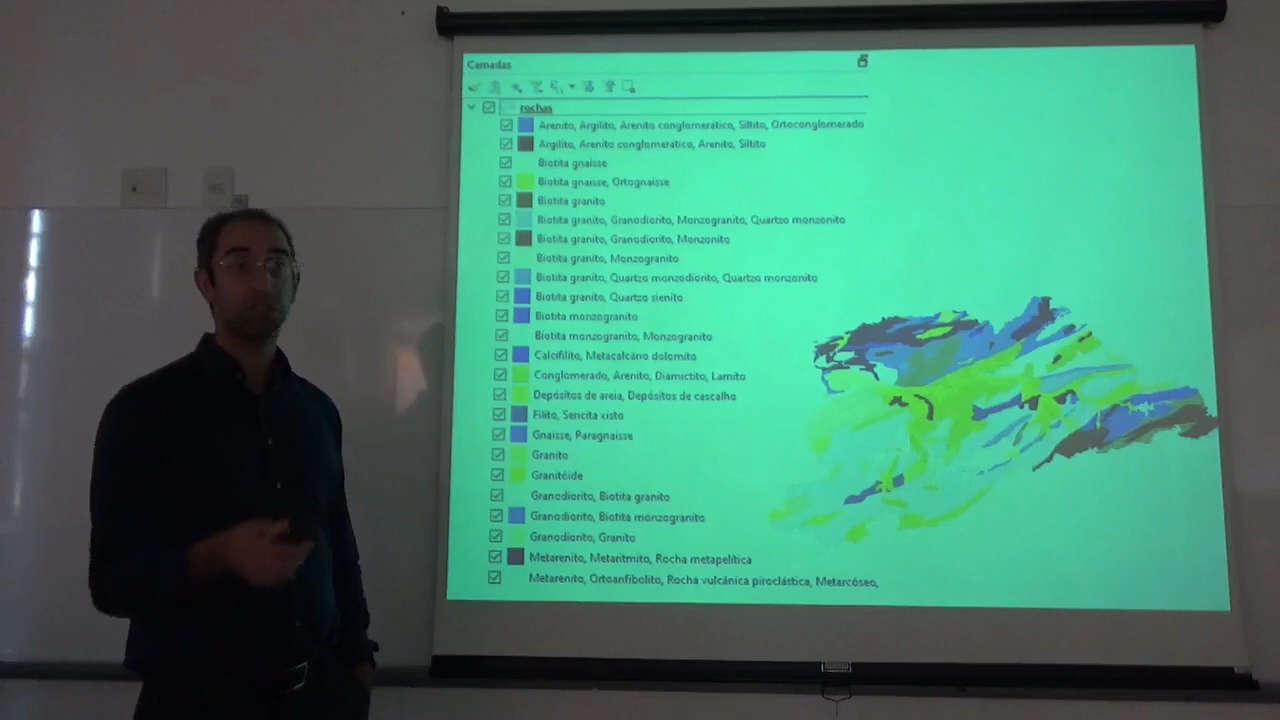 Camadas
rochas
Arenito, Argilito, Arenito conglomerático, Siltito, Ortoconglomerado
Argilito, Arenito conglomerático, Arenito, Siltito
Biotita gnaisse
Biotita gnaisse, Ortognaisse
Biotita granito
Biotita granito, Granodiorito, Monzogranito, Quartzo monzonito
Biotita granito, Granodiorito, Monzonito
Biotita granito, Monzogranito
Biotita granito, Quartzo monzodiorito, Quartzo monzonito
Biotita granito, Quartzo sienito
Biotita monzogranito
Biotita monzogranito, Monzogranito
Calcifilito, Metacalcário dolomito
Conglomerado, Arenito, Diamictito, Lamito
Depósitos de areia, Depósitos de cascalho
Filito, Sericita xisto
Gnaisse, Paragnaisse
Granito
Granitóide
Granodiorito, Biotita granito
Granodiorito, Biotita monzogranito
Granodiorito, Granito
Metarenito, Metaritmito, Rocha metapelítica
Metarenito, Ortoanfibolito, Rocha vulcânica piroclástica, Metarcóseo,